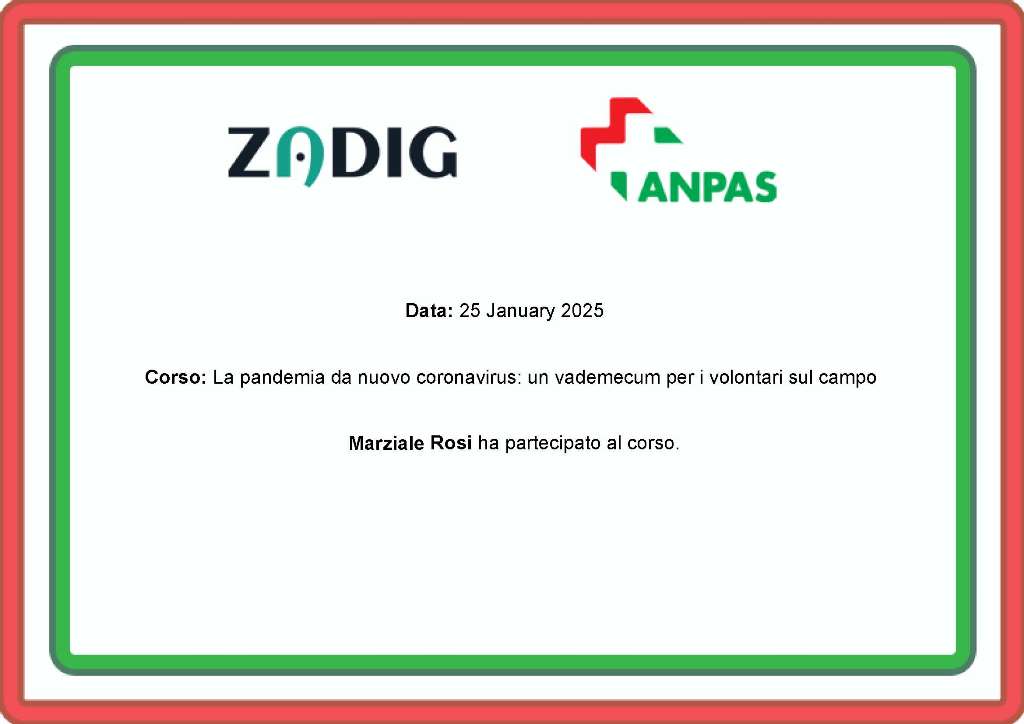 ZADIG
ANPAS
Data: 25 January 2025
Corso: La pandemia da nuovo coronavirus: un vademecum per i volontari sul campo
Marziale Rosi ha partecipato al corso.